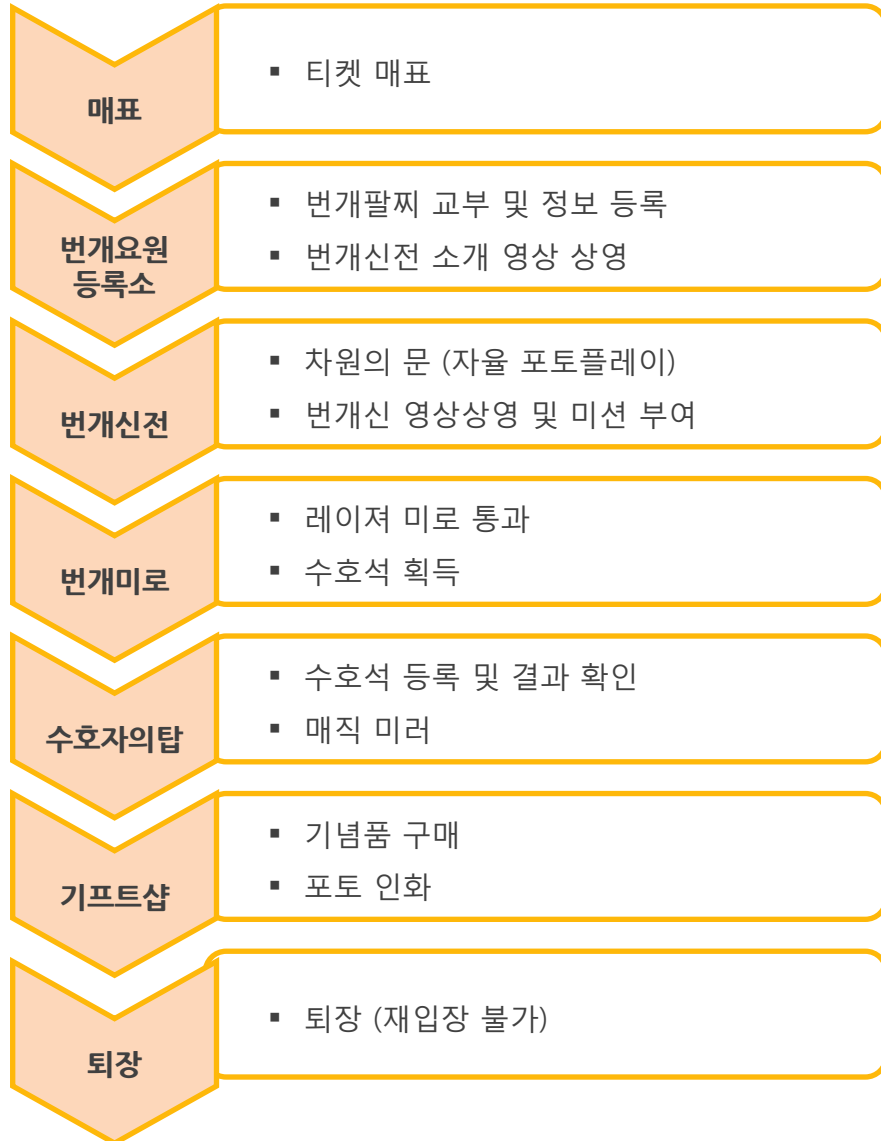 매표
▪ 티켓 매표
번개요원
등록소
▪ 번개팔찌 교부 및 정보 등록
▪ 번개신전 소개 영상 상영
번개신전
▪ 차원의 문 (자율 포토플레이)
▪ 번개신 영상상영 및 미션 부여
번개미로
▪ 레이져 미로 통과
▪ 수호석 획득
수호자의탑
▪ 수호석 등록 및 결과 확인
▪ 매직 미러
기프트샵
▪ 기념품 구매
▪ 포토 인화
퇴장
▪ 퇴장 (재입장 불가)